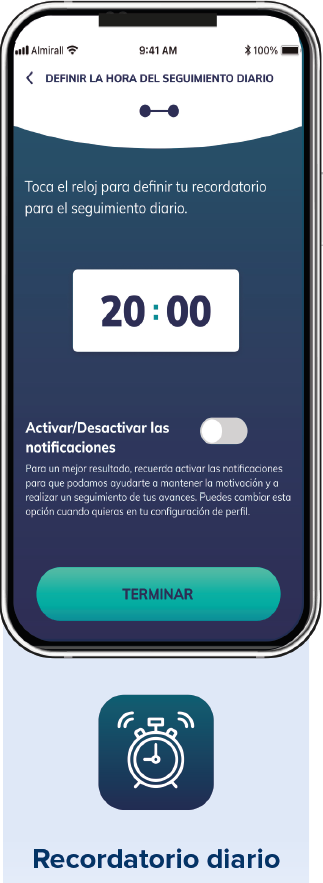 Almirall 9:41 AM 100%
DEFINIR LA HORA DEL SEGUIMIENTO DIARIO
Toca el reloj para definir tu recordatorio
para el seguimiento diario.
20:00
Activar/Desactivar las
notificaciones
Para un mejor resultado, recuerda activar las notificaciones
para que podamos ayudarte a mantener la motivación y a
realizar un seguimiento de tus avances. Puedes cambiar esta
opción cuando quieras en tu configuración de perfil.
TERMINAR
Recordatorio diario